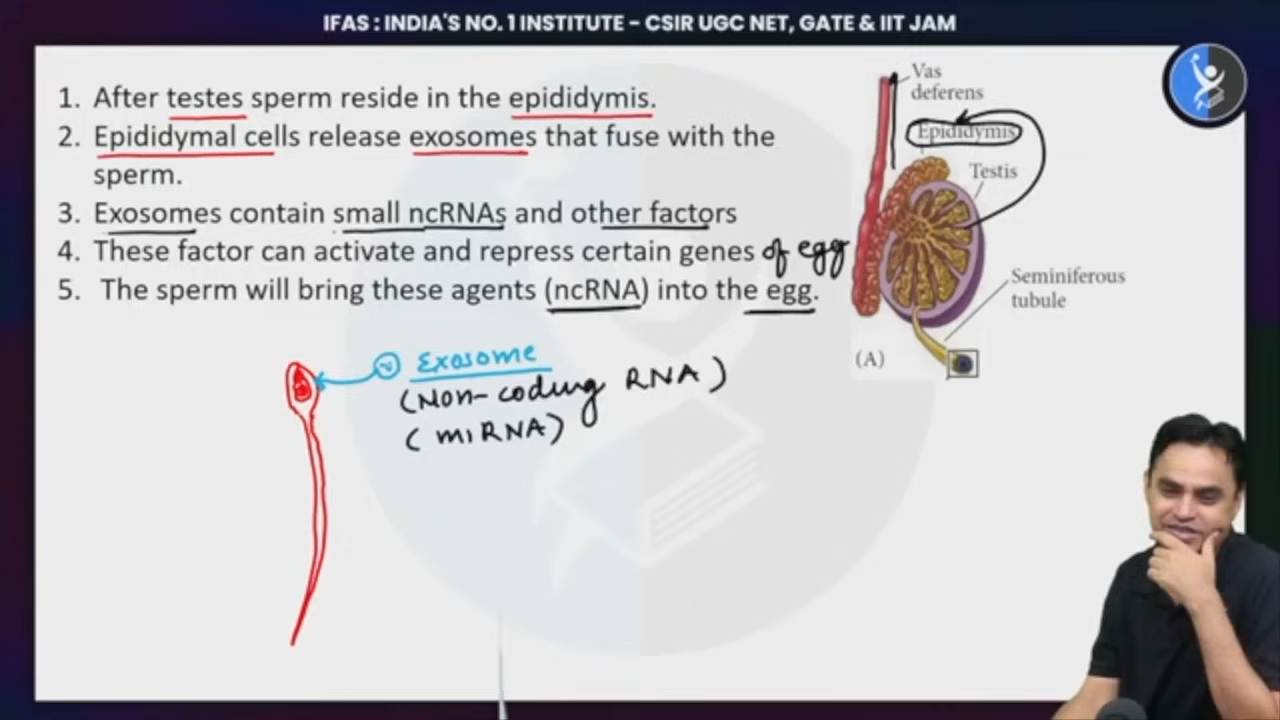 IFAS : INDIA'S NO. 1 INSTITUTE – CSIR UGC NET, GATE & IIT JAM
1. After testes sperm reside in the epididymis.
2. Epididymal cells release exosomes that fuse with the
sperm.
3. Exosomes contain small ncRNAs and other factors
4. These factor can activate and repress certain genes of egg
5. The sperm will bring these agents (ncRNA) into the egg.
Vas
deferens
Epididymis
Testis
Seminiferous
tubule
(A)
Exosome
(Non-coding RNA)
(miRNA)